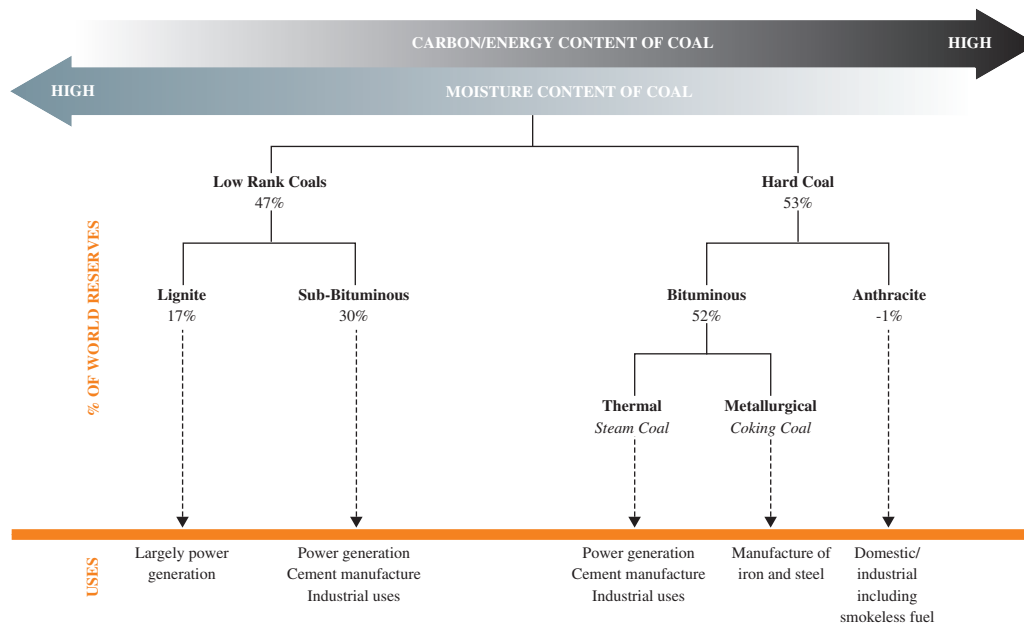 CARBON/ENERGY CONTENT OF COAL
HIGH
HIGH
MOISTURE CONTENT OF COAL
% OF WORLD RESERVES
Low Rank Coals
47%
Hard Coal
53%
Lignite
17%
Sub-Bituminous
30%
Bituminous
52%
Anthracite
-1%
Thermal
Steam Coal
Metallurgical
Coking Coal
USES
Largely power
generation
Power generation
Cement manufacture
Industrial uses
Power generation
Cement manufacture
Industrial uses
Manufacture of
iron and steel
Domestic/
industrial
including
smokeless fuel